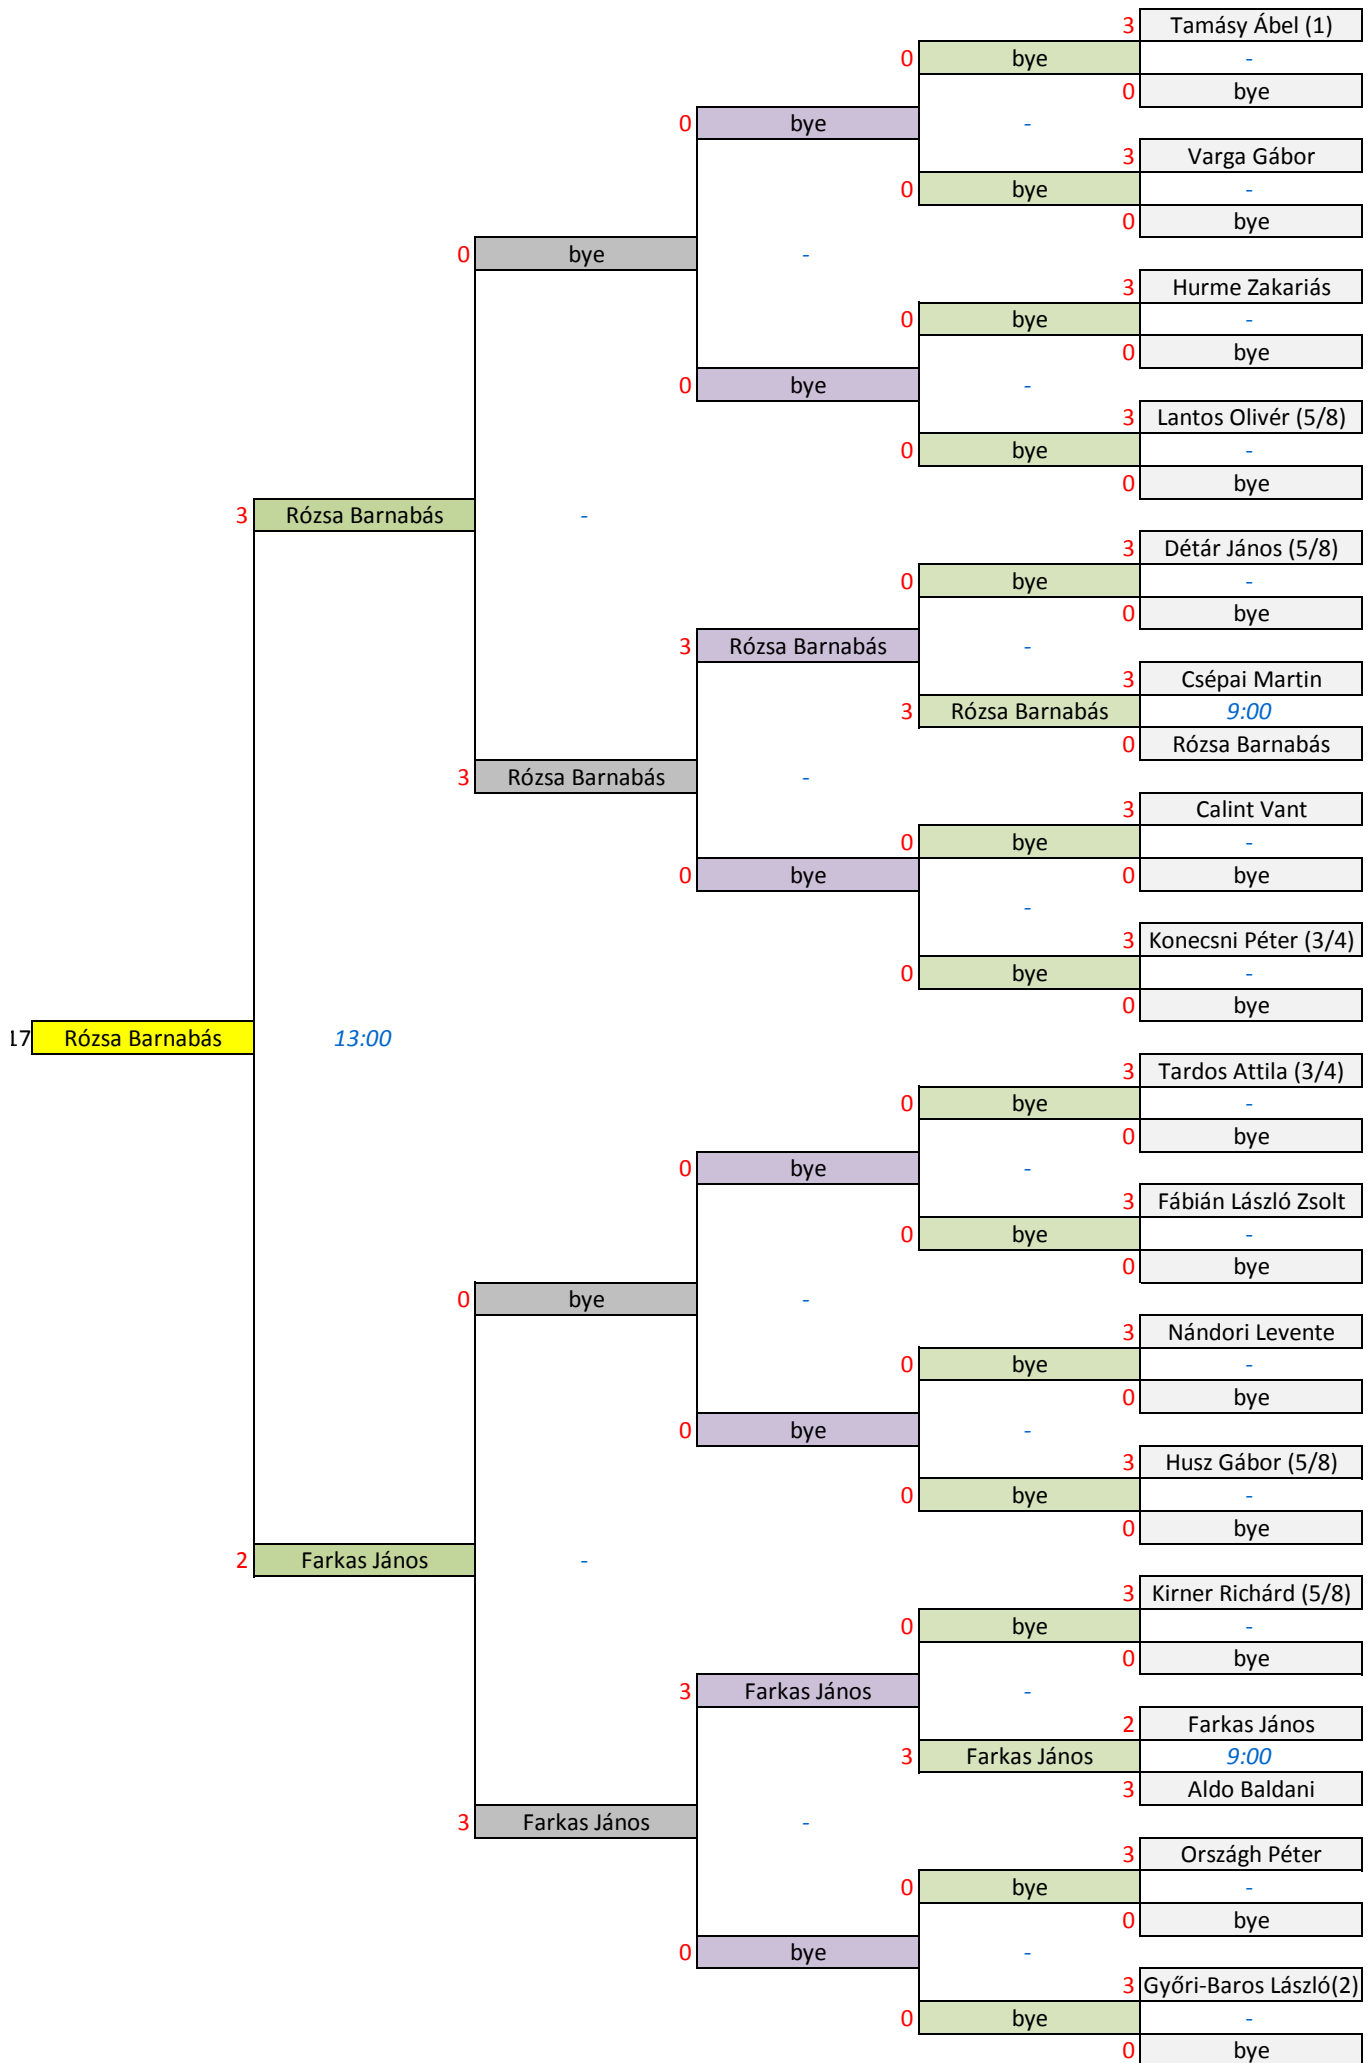 3 Tamásy Ábel (1)
0 bye -
0 bye
0 bye -
3 Varga Gábor
0 bye -
0 bye
0 bye -
3 Hurme Zakariás
0 bye -
0 bye
0 bye -
3 Lantos Olivér (5/8)
0 bye -
0 bye
3 Rózsa Barnabás -
3 Détár János (5/8)
0 bye -
0 bye
3 Rózsa Barnabás -
3 Csépai Martin
3 Rózsa Barnabás 9:00
0 Rózsa Barnabás
3 Rózsa Barnabás -
3 Calint Vant
0 bye -
0 bye 0 bye
-
3 Konecsni Péter (3/4)
0 bye -
0 bye
17 Rózsa Barnabás 13:00
3 Tardos Attila (3/4)
0 bye -
0 bye
0 bye -
3 Fábián László Zsolt
0 bye -
0 bye
0 bye -
3 Nándori Levente
0 bye -
0 bye
0 bye -
3 Husz Gábor (5/8)
0 bye -
0 bye
2 Farkas János -
3 Kirner Richárd (5/8)
0 bye -
0 bye
3 Farkas János -
2 Farkas János
3 Farkas János 9:00
3 Aldo Baldani
3 Farkas János -
3 Országh Péter
0 bye -
0 bye
0 bye -
3 Győri-Baros László(2)
0 bye -
0 bye